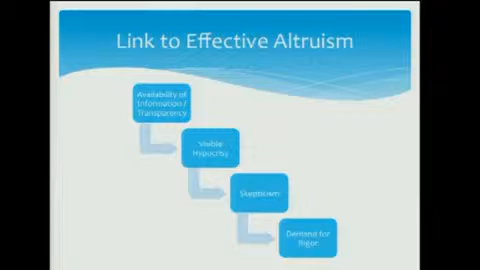 Link to Effective Altruism
Availability of
Information /
Transparency
Visible
Hypocrisy
Skepticism
Demand for
Rigor